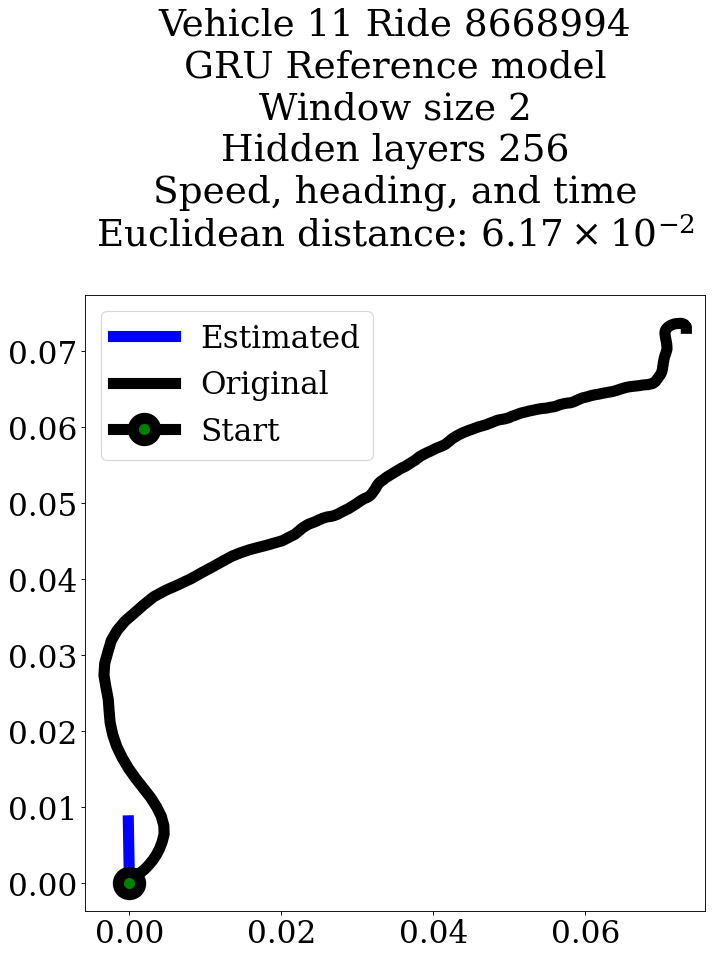 Vehicle 11 Ride 8668994
GRU Reference model
Window size 2
Hidden layers 256
Speed, heading, and time
Euclidean distance: 6.17 × 10⁻²
Estimated
Original
Start
0.07
0.06
0.05
0.04
0.03
0.02
0.01
0.00
0.00 0.02 0.04 0.06